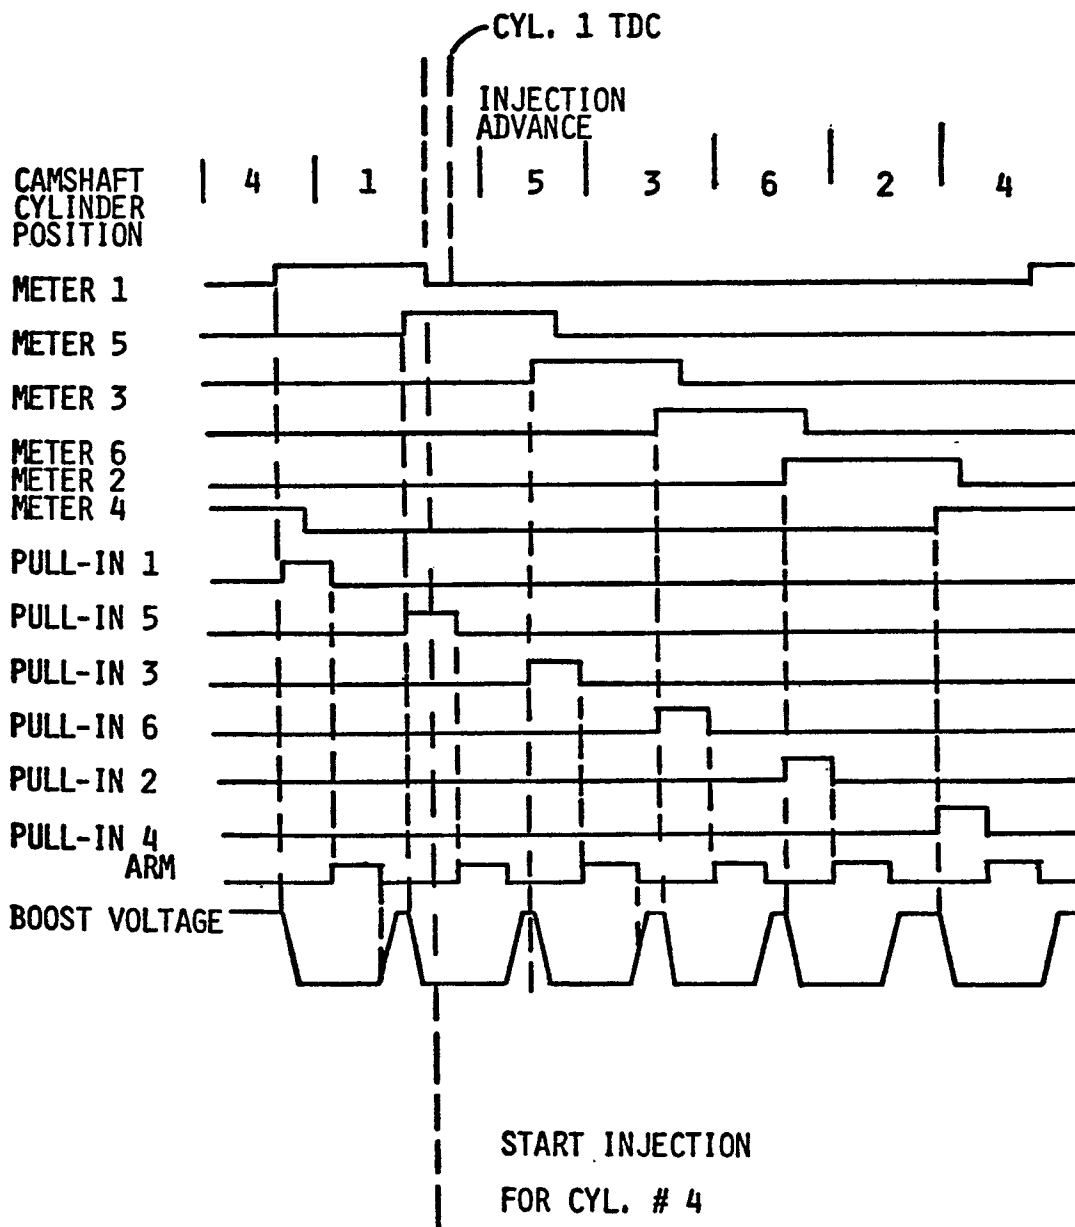 CYL. 1 TDC
INJECTION
ADVANCE
CAMSHAFT
CYLINDER
POSITION
4 1 5 3 6 2 4
METER 1
METER 5
METER 3
METER 6
METER 2
METER 4
PULL-IN 1
PULL-IN 5
PULL-IN 3
PULL-IN 6
PULL-IN 2
PULL-IN 4
ARM
BOOST VOLTAGE
START INJECTION
FOR CYL. # 4